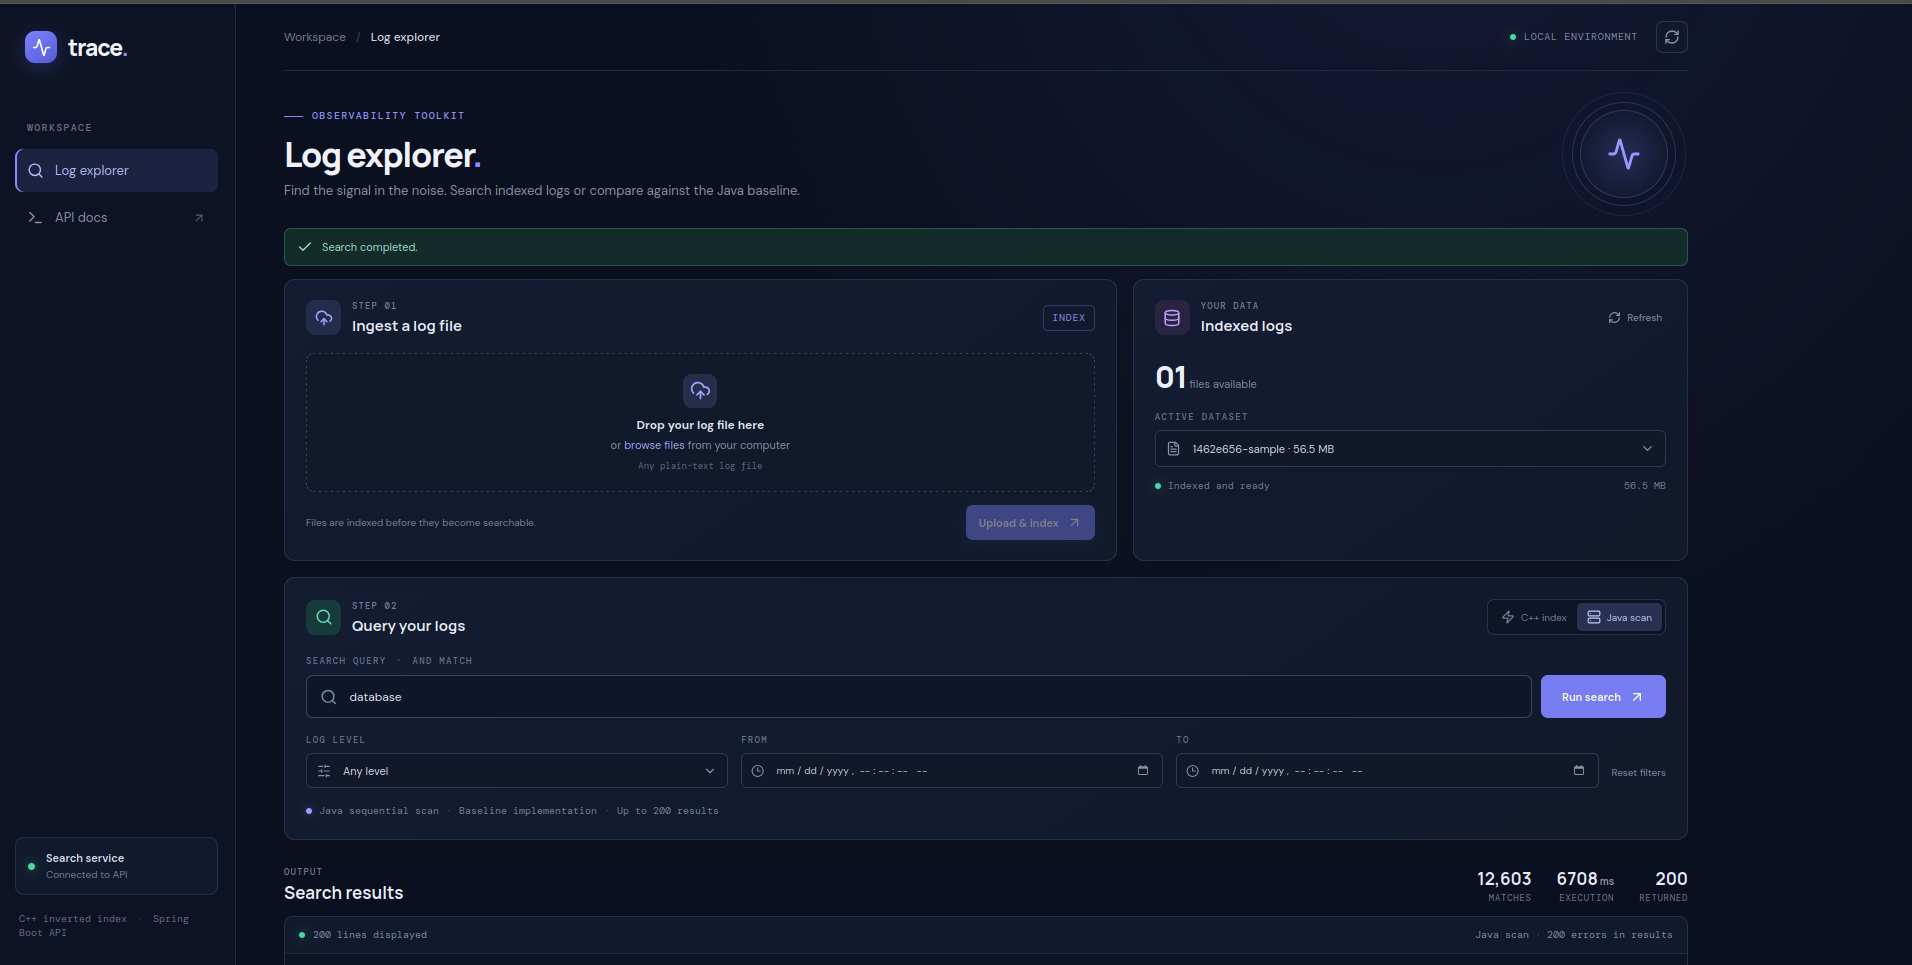 trace.
WORKSPACE
Log explorer
API docs
Search service
Connected to API
C++ inverted index · Spring
Boot API
Workspace / Log explorer
LOCAL ENVIRONMENT
OBSERVABILITY TOOLKIT
Log explorer.
Find the signal in the noise. Search indexed logs or compare against the Java baseline.
Search completed.
STEP 01
Ingest a log file
INDEX
Drop your log file here
or browse files from your computer
Any plain-text log file
Files are indexed before they become searchable.
Upload & index
YOUR DATA
Indexed logs
Refresh
01 files available
ACTIVE DATASET
1462e656-sample · 56.5 MB
Indexed and ready
56.5 MB
STEP 02
Query your logs
C++ index
Java scan
SEARCH QUERY · AND MATCH
database
Run search
LOG LEVEL
Any level
FROM
mm / dd / yyyy , -- : -- : -- --
TO
mm / dd / yyyy , -- : -- : -- --
Reset filters
Java sequential scan · Baseline implementation · Up to 200 results
OUTPUT
Search results
12,603
MATCHES
6708 ms
EXECUTION
200
RETURNED
200 lines displayed
Java scan · 200 errors in results